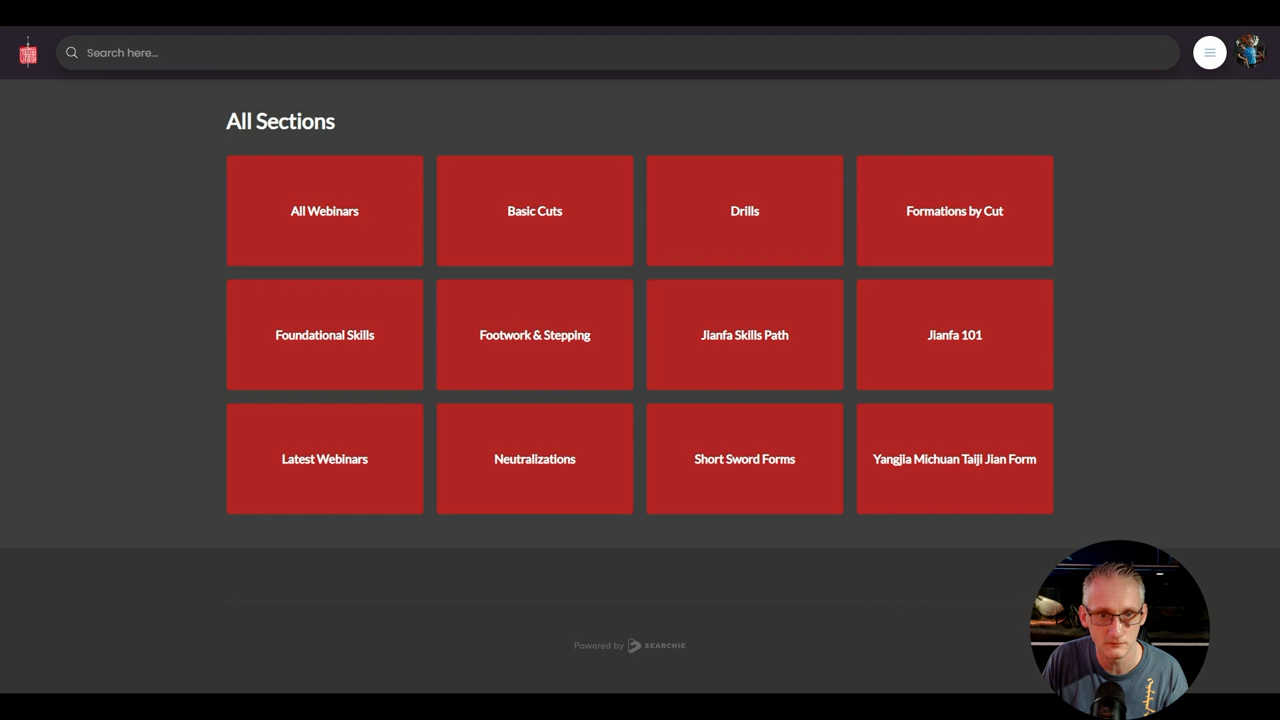 Search here...
All Sections
All Webinars
Basic Cuts
Drills
Formations by Cut
Foundational Skills
Footwork & Stepping
Jianfa Skills Path
Jianfa 101
Latest Webinars
Neutralizations
Short Sword Forms
Yangjia Michuan Taiji Jian Form
Powered by SEARCHIE